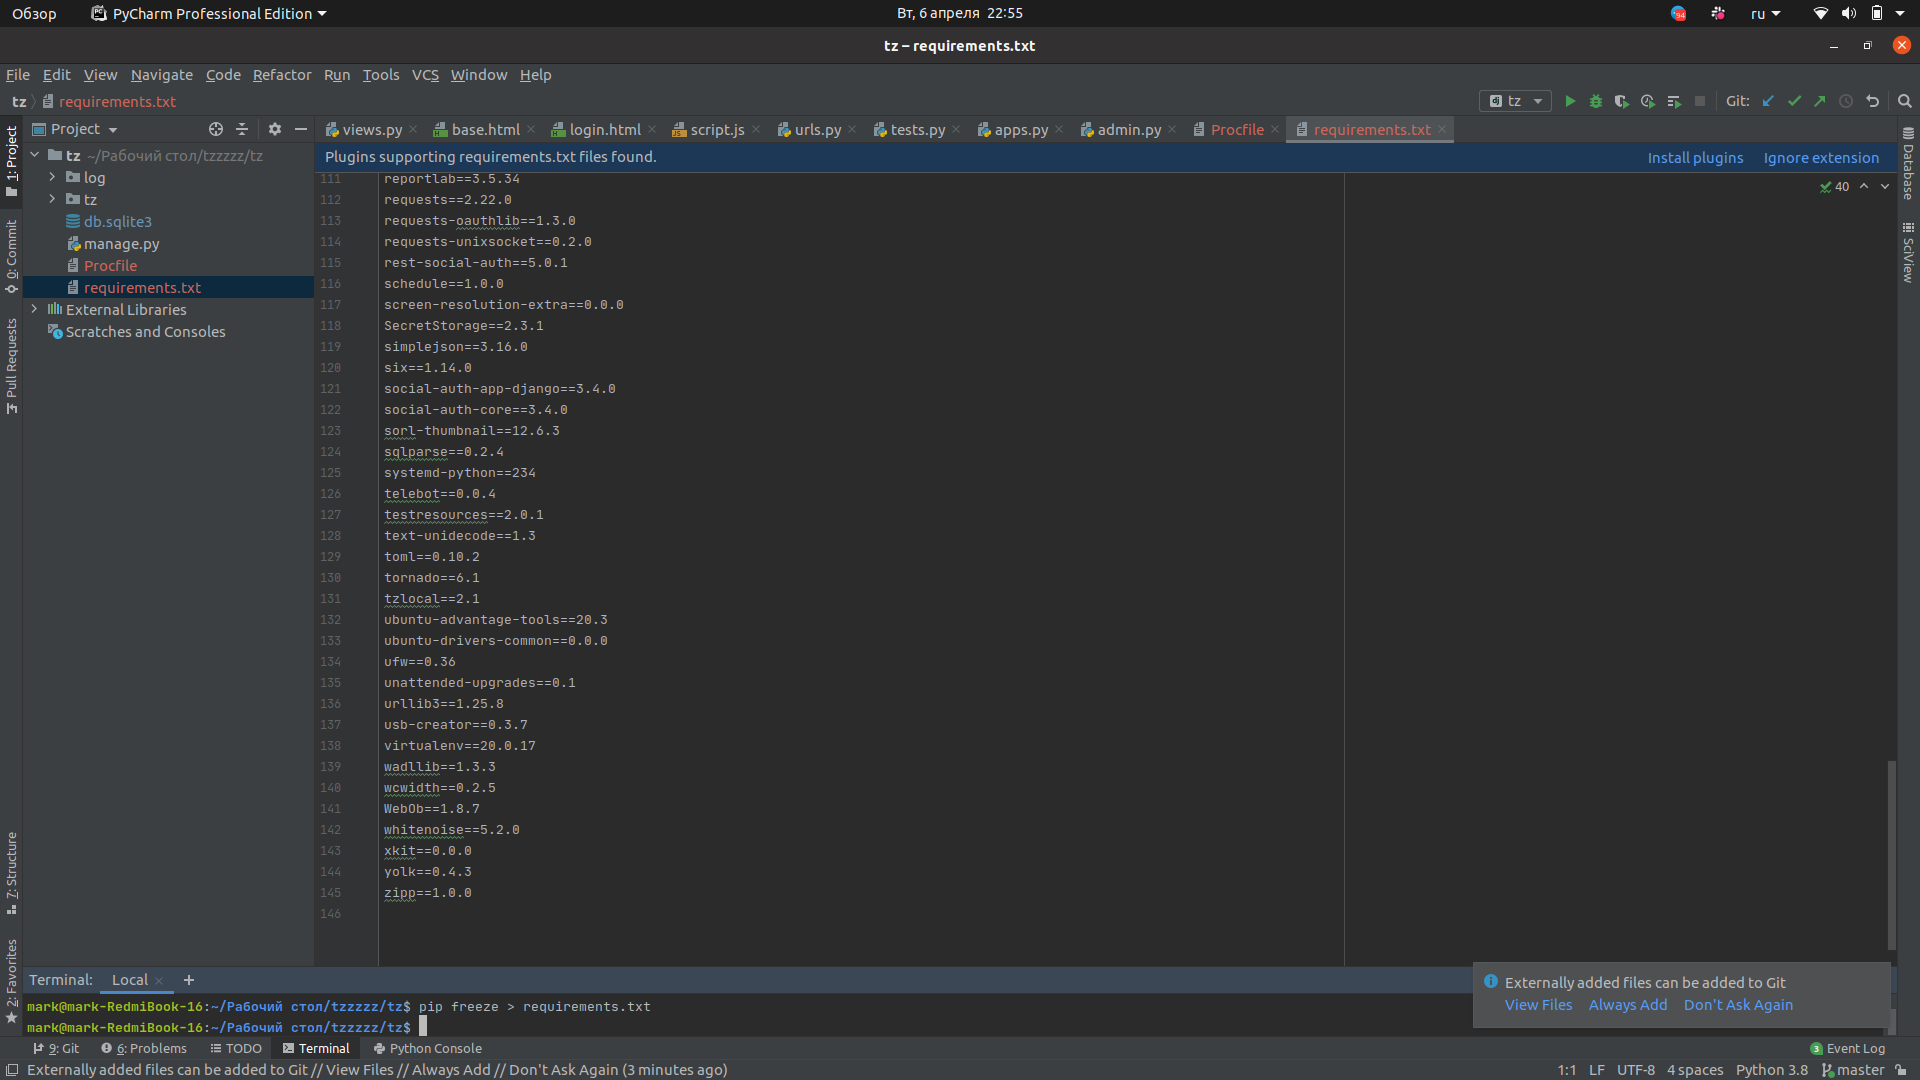 Обзор PyCharm Professional Edition Вт, 6 апреля 22:55 94 ru
tz – requirements.txt
File Edit View Navigate Code Refactor Run Tools VCS Window Help
tz requirements.txt tz Git:
Project views.py base.html login.html script.js urls.py tests.py apps.py admin.py Procfile requirements.txt
tz ~/Рабочий стол/tzzzzz/tz
log
tz
db.sqlite3
manage.py
Procfile
requirements.txt
External Libraries
Scratches and Consoles
1: Project
0: Commit
Pull Requests
7: Structure
2: Favorites
Plugins supporting requirements.txt files found. Install plugins Ignore extension
40
111 reportlab==3.5.34
112 requests==2.22.0
113 requests-oauthlib==1.3.0
114 requests-unixsocket==0.2.0
115 rest-social-auth==5.0.1
116 schedule==1.0.0
117 screen-resolution-extra==0.0.0
118 SecretStorage==2.3.1
119 simplejson==3.16.0
120 six==1.14.0
121 social-auth-app-django==3.4.0
122 social-auth-core==3.4.0
123 sorl-thumbnail==12.6.3
124 sqlparse==0.2.4
125 systemd-python==234
126 telebot==0.0.4
127 testresources==2.0.1
128 text-unidecode==1.3
129 toml==0.10.2
130 tornado==6.1
131 tzlocal==2.1
132 ubuntu-advantage-tools==20.3
133 ubuntu-drivers-common==0.0.0
134 ufw==0.36
135 unattended-upgrades==0.1
136 urllib3==1.25.8
137 usb-creator==0.3.7
138 virtualenv==20.0.17
139 wadllib==1.3.3
140 wcwidth==0.2.5
141 WebOb==1.8.7
142 whitenoise==5.2.0
143 xkit==0.0.0
144 yolk==0.4.3
145 zipp==1.0.0
146
Database
SciView
Terminal: Local +
mark@mark-RedmiBook-16:~/Рабочий стол/tzzzzz/tz$ pip freeze > requirements.txt
mark@mark-RedmiBook-16:~/Рабочий стол/tzzzzz/tz$
Externally added files can be added to Git
View Files Always Add Don't Ask Again
9: Git 6: Problems TODO Terminal Python Console 3 Event Log
Externally added files can be added to Git // View Files // Always Add // Don't Ask Again (3 minutes ago) 1:1 LF UTF-8 4 spaces Python 3.8 master